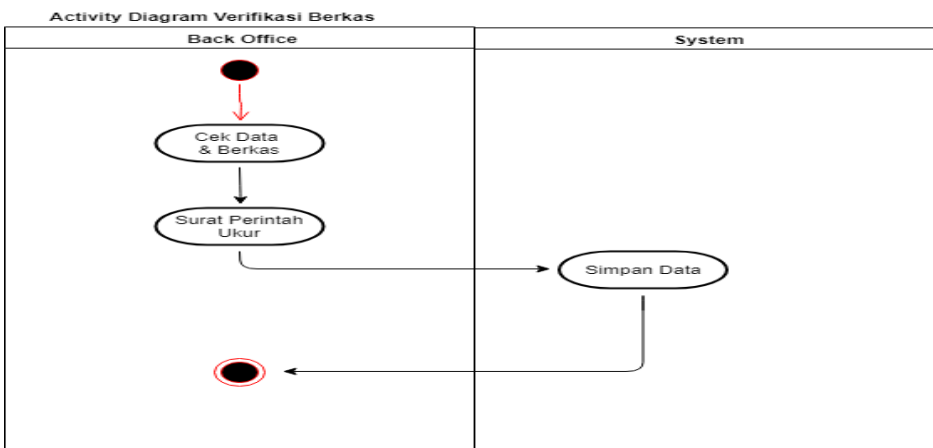 Activity Diagram Verifikasi Berkas
Back Office
System
Cek Data
& Berkas
Surat Perintah
Ukur
Simpan Data